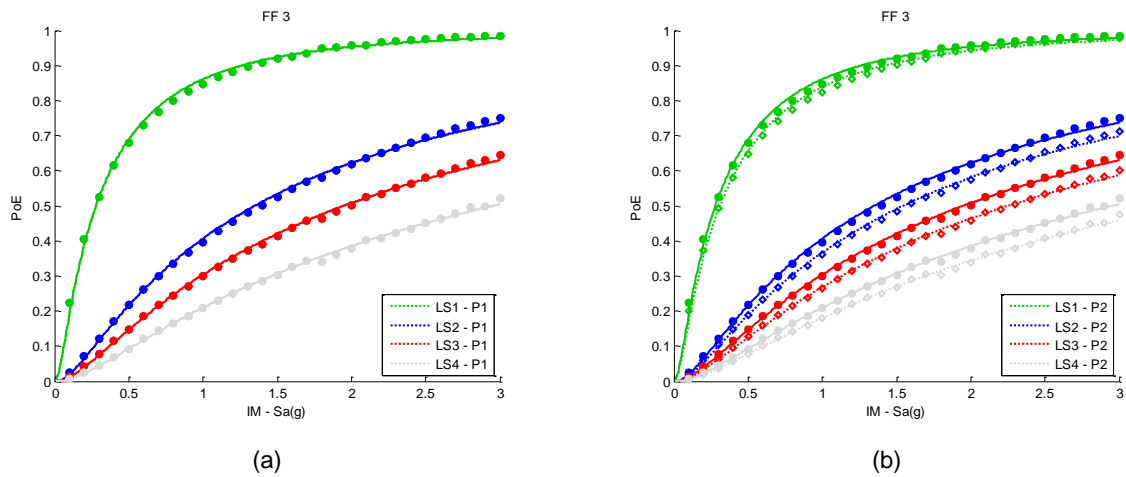 FF 3
1
0.9
0.8
0.7
0.6
0.5
0.4
0.3
0.2
0.1
0
PoE
0 0.5 1 1.5 2 2.5 3
IM - Sa(g)
LS1 - P1
LS2 - P1
LS3 - P1
LS4 - P1
(a)
FF 3
1
0.9
0.8
0.7
0.6
0.5
0.4
0.3
0.2
0.1
0
PoE
0 0.5 1 1.5 2 2.5 3
IM - Sa(g)
LS1 - P2
LS2 - P2
LS3 - P2
LS4 - P2
(b)